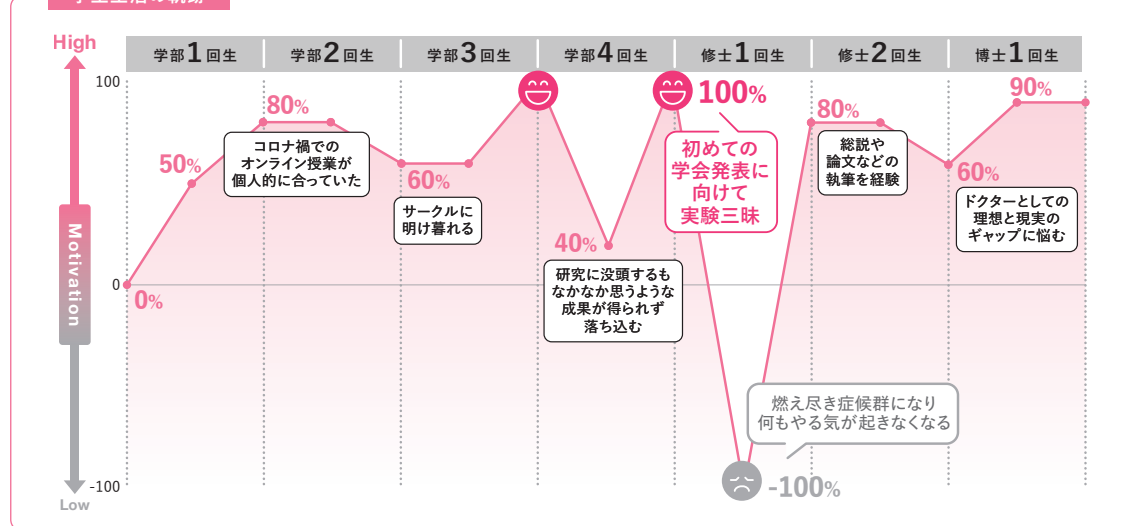 High
学部1回生
学部2回生
学部3回生
学部4回生
修士1回生
修士2回生
博士1回生
100
0
-100
Motivation
Low
0%
50%
80%
コロナ禍での
オンライン授業が
個人的に合っていた
60%
サークルに
明け暮れる
40%
研究に没頭するも
なかなか思うような
成果が得られず
落ち込む
100%
初めての
学会発表に
向けて
実験三昧
燃え尽き症候群になり
何もやる気が起きなくなる
-100%
80%
総説や
論文などの
執筆を経験
60%
ドクターとしての
理想と現実の
ギャップに悩む
90%